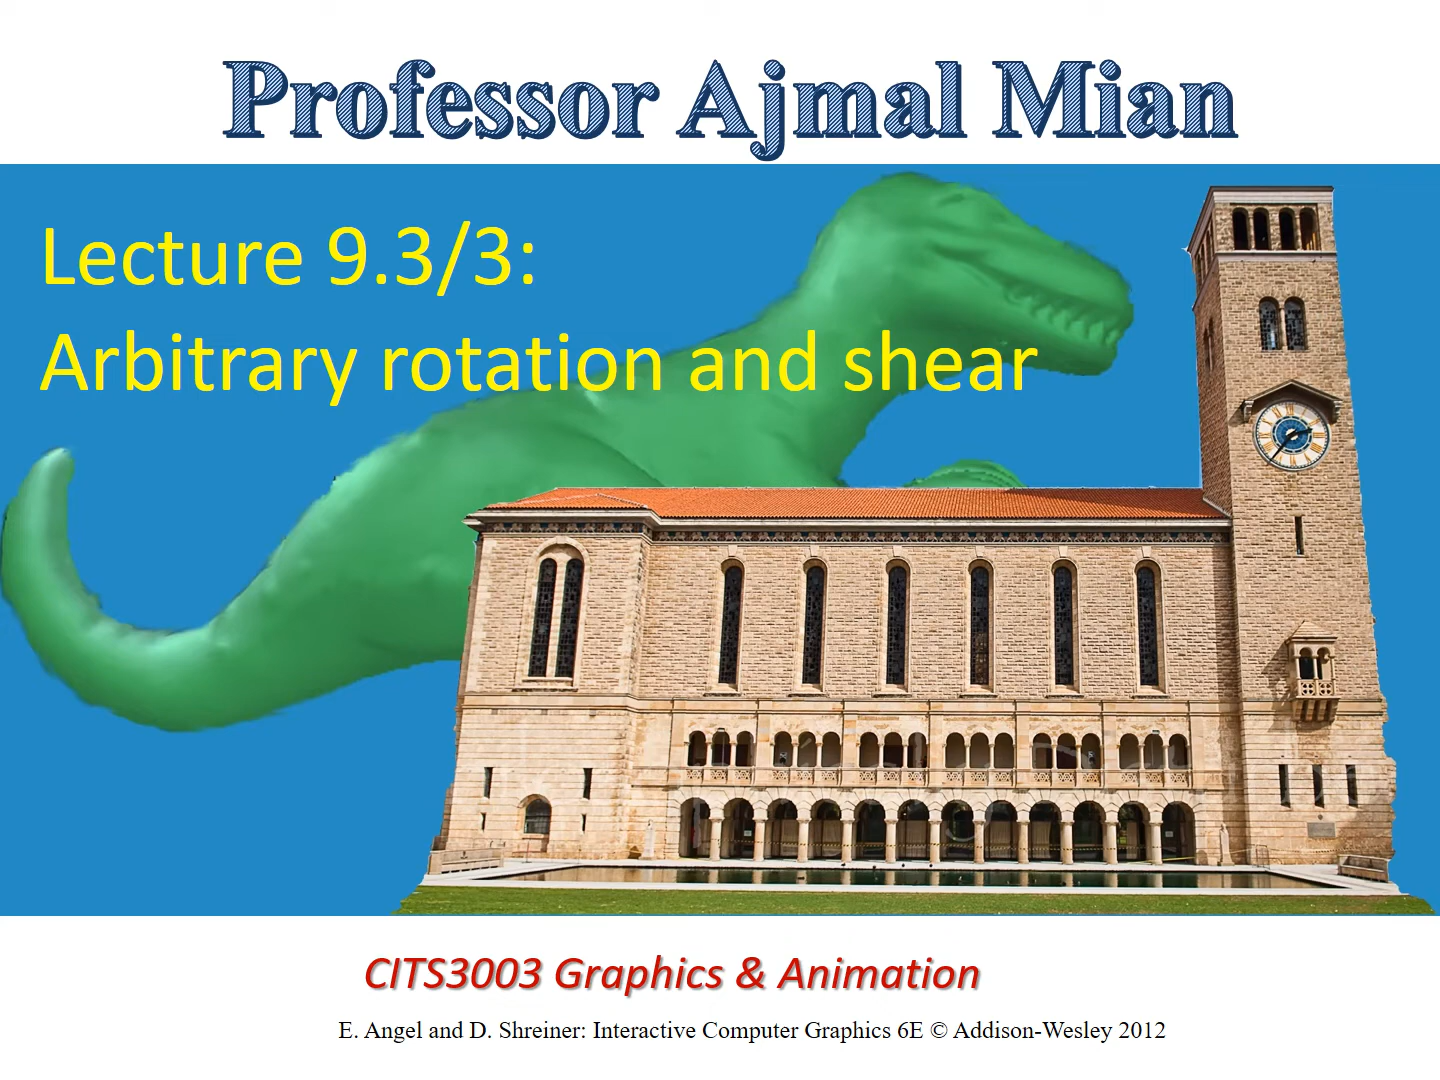 Professor Ajmal Mian
Lecture 9.3/3:
Arbitrary rotation and shear
CITS3003 Graphics & Animation
E. Angel and D. Shreiner: Interactive Computer Graphics 6E © Addison-Wesley 2012